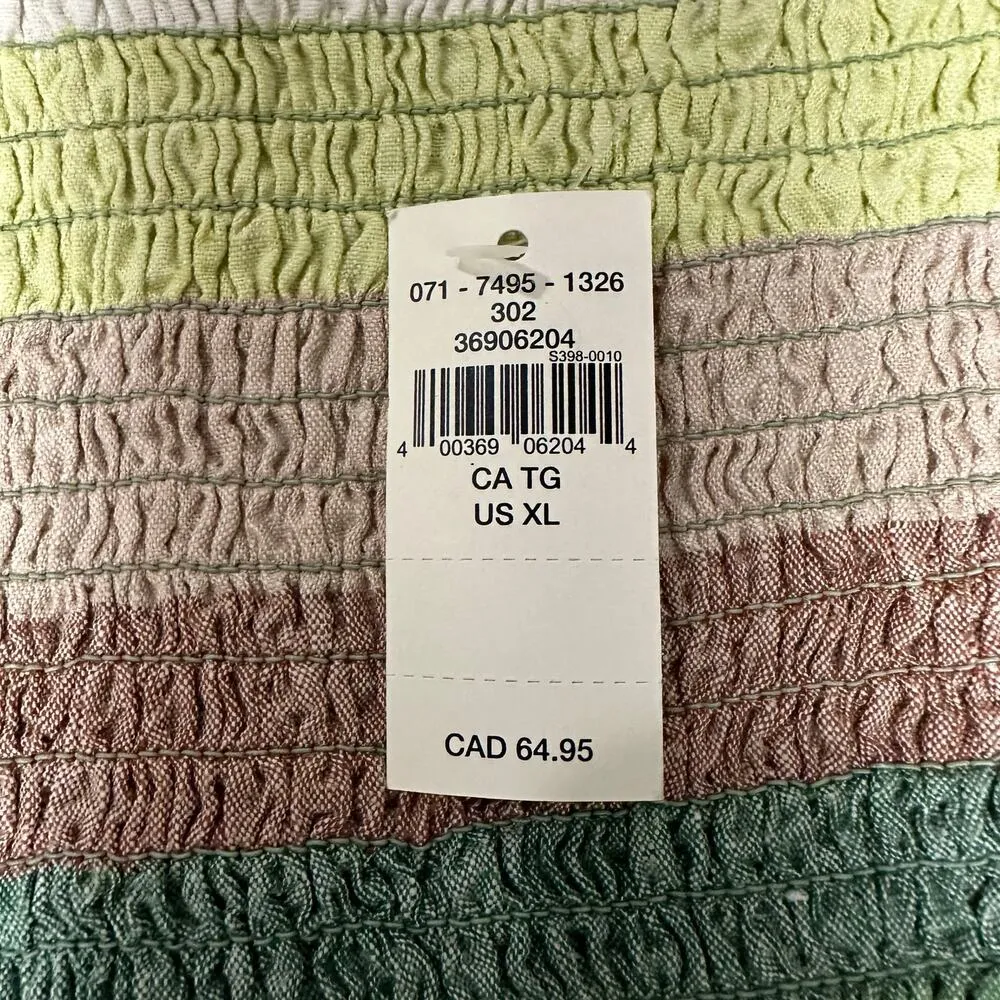 071 - 7495 - 1326
302
36906204
S398-0010
4 00369 06204 4
CA TG
US XL
CAD 64.95